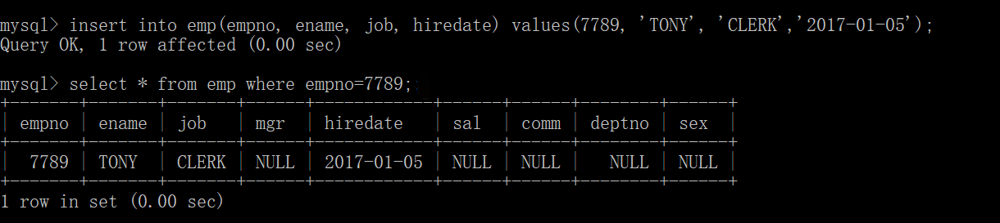 mysql> insert into emp(empno, ename, job, hiredate) values(7789, 'TONY', 'CLERK','2017-01-05');
Query OK, 1 row affected (0.00 sec)
mysql> select * from emp where empno=7789;
+-------+-------+-------+------+------------+------+------+--------+------+
| empno | ename | job   | mgr  | hiredate   | sal  | comm | deptno | sex  |
+-------+-------+-------+------+------------+------+------+--------+------+
|  7789 | TONY  | CLERK | NULL | 2017-01-05 | NULL | NULL |   NULL | NULL |
+-------+-------+-------+------+------------+------+------+--------+------+
1 row in set (0.00 sec)